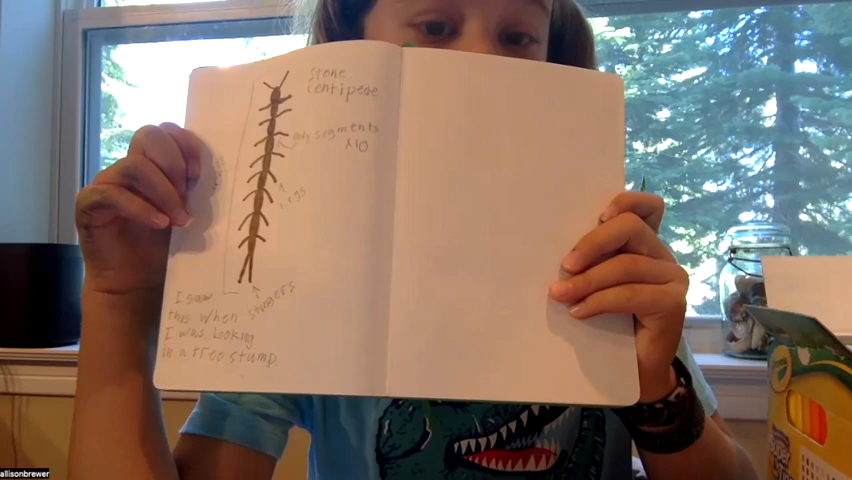 Stone
Centipede
Body segments
x10
Legs
stingers
I saw
this when
I was looking
in a tree stump.
allisonbrewer